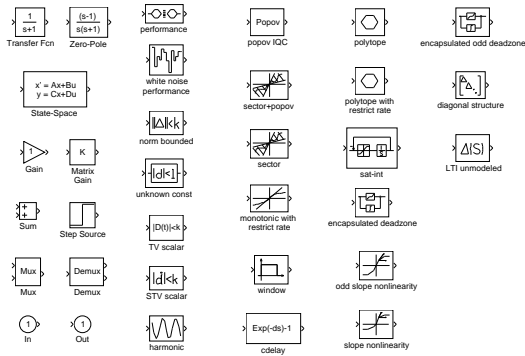 1
s+1
Transfer Fcn
(s-1)
s(s+1)
Zero-Pole
performance
Popov
popov IQC
polytope
encapsulated odd deadzone
x' = Ax+Bu
y = Cx+Du
State-Space
white noise
performance
sector+popov
polytope with
restrict rate
diagonal structure
1
Gain
K
Matrix
Gain
||Δ||<k
norm bounded
sector
sat-int
Δ(S)
LTI unmodeled
|d|<1
unknown const
monotonic with
restrict rate
encapsulated deadzone
Sum
Step Source
|D(t)|<k
TV scalar
Mux
Mux
Demux
Demux
|d|<k
STV scalar
window
odd slope nonlinearity
1
In
1
Out
harmonic
Exp(-ds)-1
cdelay
slope nonlinearity